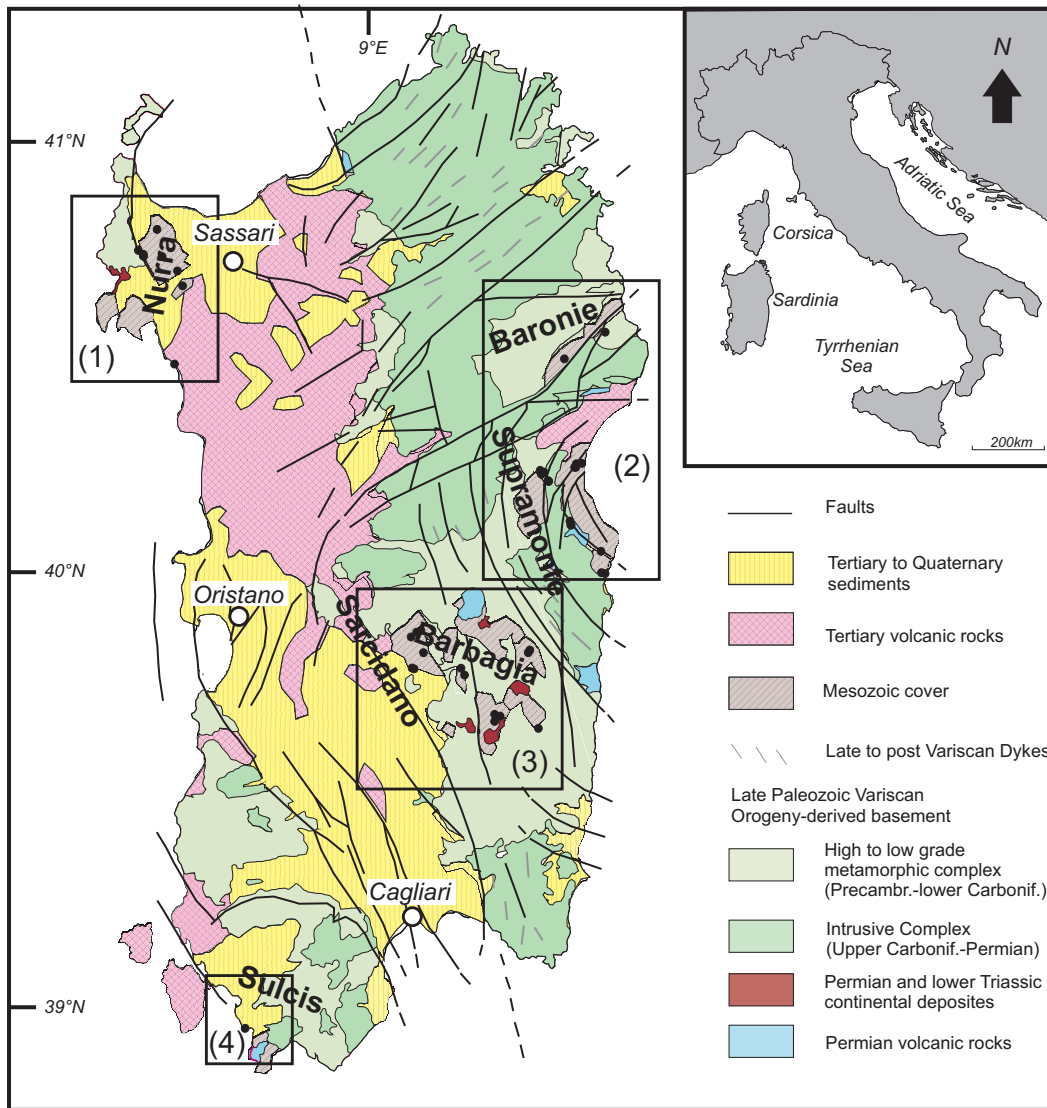 9°E
41°N
40°N
39°N
Sassari
Nurra
(1)
Baronie
Supramonte
(2)
Oristano
Sarcidano
Barbagia
(3)
Cagliari
Sulcis
(4)
N
Adriatic Sea
Corsica
Sardinia
Tyrrhenian
Sea
200km
Faults
Tertiary to Quaternary
sediments
Tertiary volcanic rocks
Mesozoic cover
Late to post Variscan Dykes
Late Paleozoic Variscan
Orogeny-derived basement
High to low grade
metamorphic complex
(Precambr.-lower Carbonif.)
Intrusive Complex
(Upper Carbonif.-Permian)
Permian and lower Triassic
continental deposites
Permian volcanic rocks